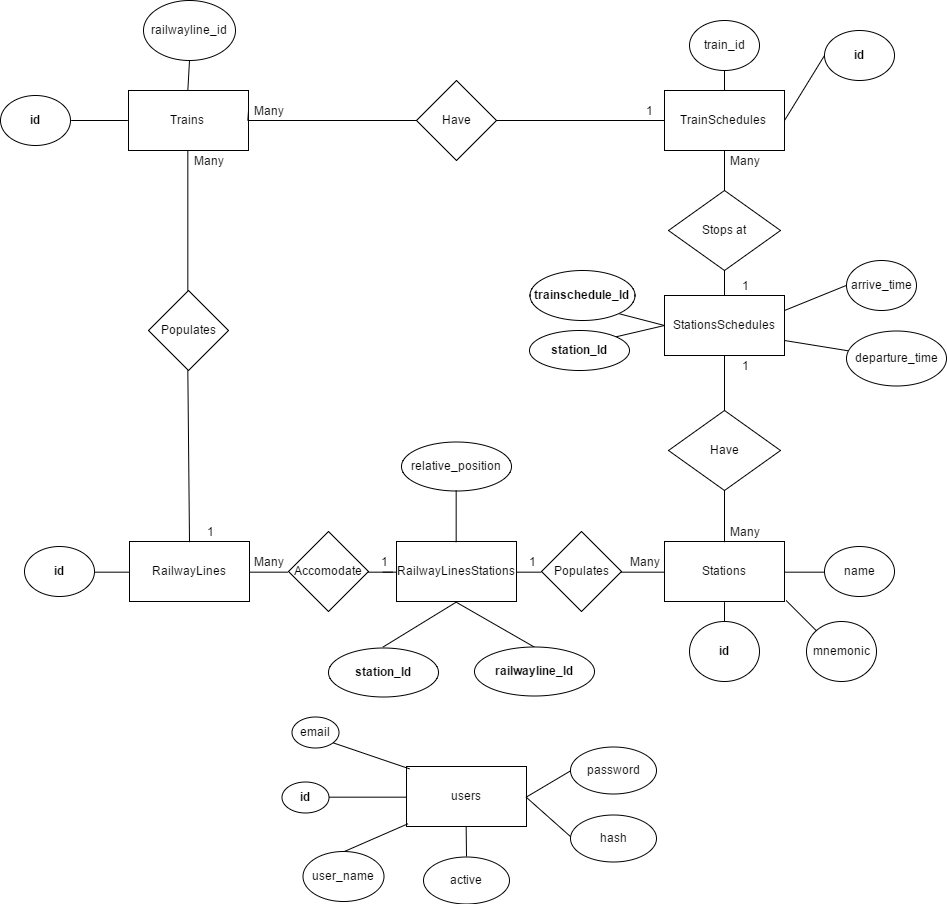 railwayline_id
id
Trains
Many
Have
1
TrainSchedules
train_id
id
Many
Many
Stops at
1
trainschedule_Id
station_Id
StationsSchedules
arrive_time
departure_time
1
Populates
Have
relative_position
1
Many
id
RailwayLines
Many
Accomodate
1
RailwayLinesStations
1
Populates
Many
Stations
name
station_Id
railwayline_Id
id
mnemonic
email
id
users
password
hash
user_name
active